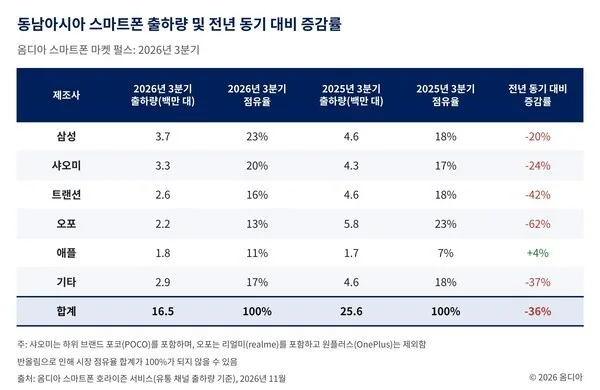 동남아시아 스마트폰 출하량 및 전년 동기 대비 증감률
옴디아 스마트폰 마켓 펄스: 2026년 3분기
제조사 2026년 3분기 출하량(백만 대) 2026년 3분기 점유율 2025년 3분기 출하량(백만 대) 2025년 3분기 점유율 전년 동기 대비 증감률
삼성 3.7 23% 4.6 18% -20%
샤오미 3.3 20% 4.3 17% -24%
트랜션 2.6 16% 4.6 18% -42%
오포 2.2 13% 5.8 23% -62%
애플 1.8 11% 1.7 7% +4%
기타 2.9 17% 4.6 18% -37%
합계 16.5 100% 25.6 100% -36%
주: 샤오미는 하위 브랜드 포코(POCO)를 포함하며, 오포는 리얼미(realme)를 포함하고 원플러스(OnePlus)는 제외함
반올림으로 인해 시장 점유율 합계가 100%가 되지 않을 수 있음
출처: 옴디아 스마트폰 호라이즌 서비스(유통 채널 출하량 기준), 2026년 11월
© 2026 옴디아